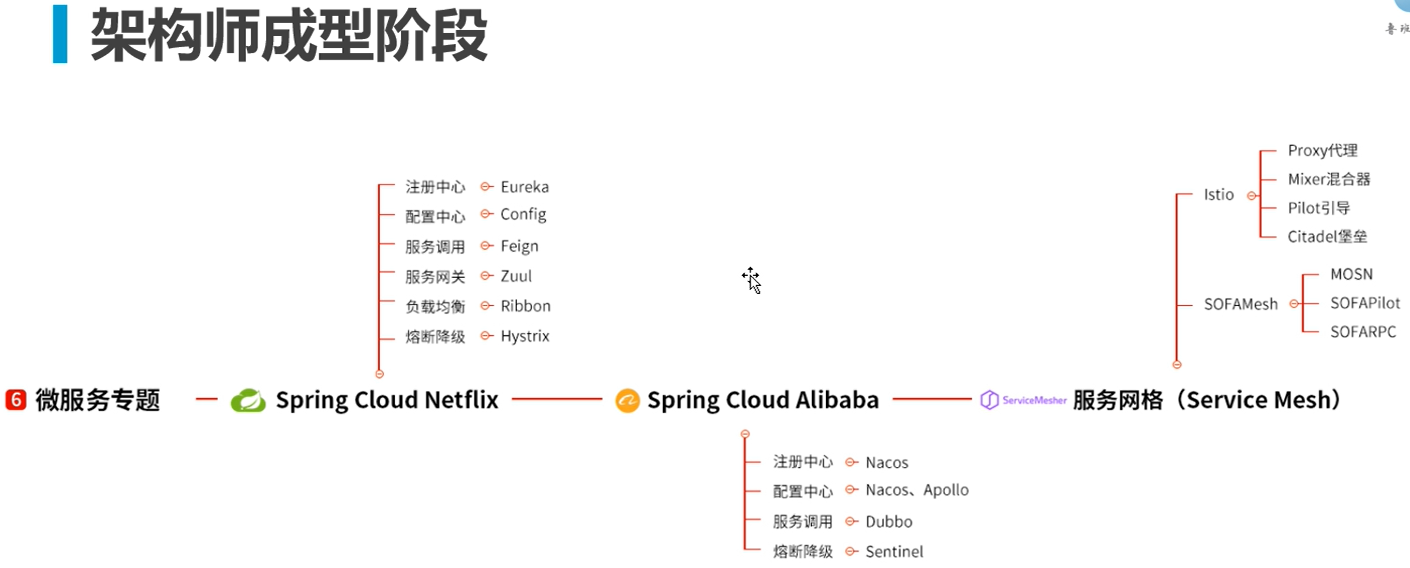 架构师成型阶段
鲁班
注册中心 Eureka
配置中心 Config
服务调用 Feign
服务网关 Zuul
负载均衡 Ribbon
熔断降级 Hystrix
Istio
Proxy代理
Mixer混合器
Pilot引导
Citadel堡垒
SOFAMesh
MOSN
SOFAPilot
SOFARPC
6 微服务专题 Spring Cloud Netflix Spring Cloud Alibaba ServiceMesher 服务网格（Service Mesh）
注册中心 Nacos
配置中心 Nacos、Apollo
服务调用 Dubbo
熔断降级 Sentinel